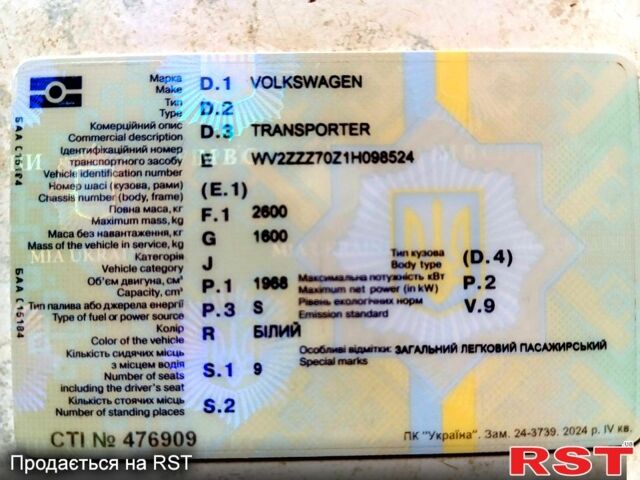 Марка D.1 VOLKSWAGEN
Make
Тип D.2
Type
Комерційний опис D.3 TRANSPORTER
Commercial description
Ідентифікаційний номер E WV2ZZZ70Z1H098524
транспортного засобу
Vehicle identification number
Номер шасі (кузова, рами) (E.1)
Chassis number (body, frame)
Повна маса, кг F.1 2600
Maximum mass, kg
Маса без навантаження, кг G 1600
Mass of the vehicle in service, kg
Категорія J Тип кузова (D.4)
Vehicle category Body type
Об'єм двигуна, см³ P.1 1968 Максимальна потужність кВт P.2
Capacity, cm³ Maximum net power (in kW)
Тип палива або джерела енергії P.3 S Рівень екологічних норм V.9
Type of fuel or power source Emission standard
Колір R БІЛИЙ
Color of the vehicle
Кількість сидячих місць S.1 9 Особливі відмітки: ЗАГАЛЬНИЙ ЛЕГКОВИЙ ПАСАЖИРСЬКИЙ
з місцем водія Special marks
Number of seats
including the driver's seat
Кількість стоячих місць S.2
Number of standing places
СТІ № 476909
ПК "Україна". Зам. 24-3739. 2024 р. IV кв.
Продається на RST
RST